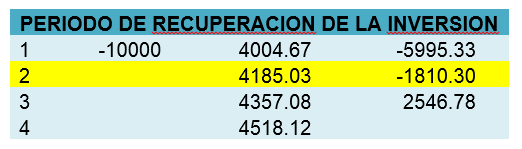 PERIODO DE RECUPERACION DE LA INVERSION
1 -10000 4004.67 -5995.33
2 4185.03 -1810.30
3 4357.08 2546.78
4 4518.12